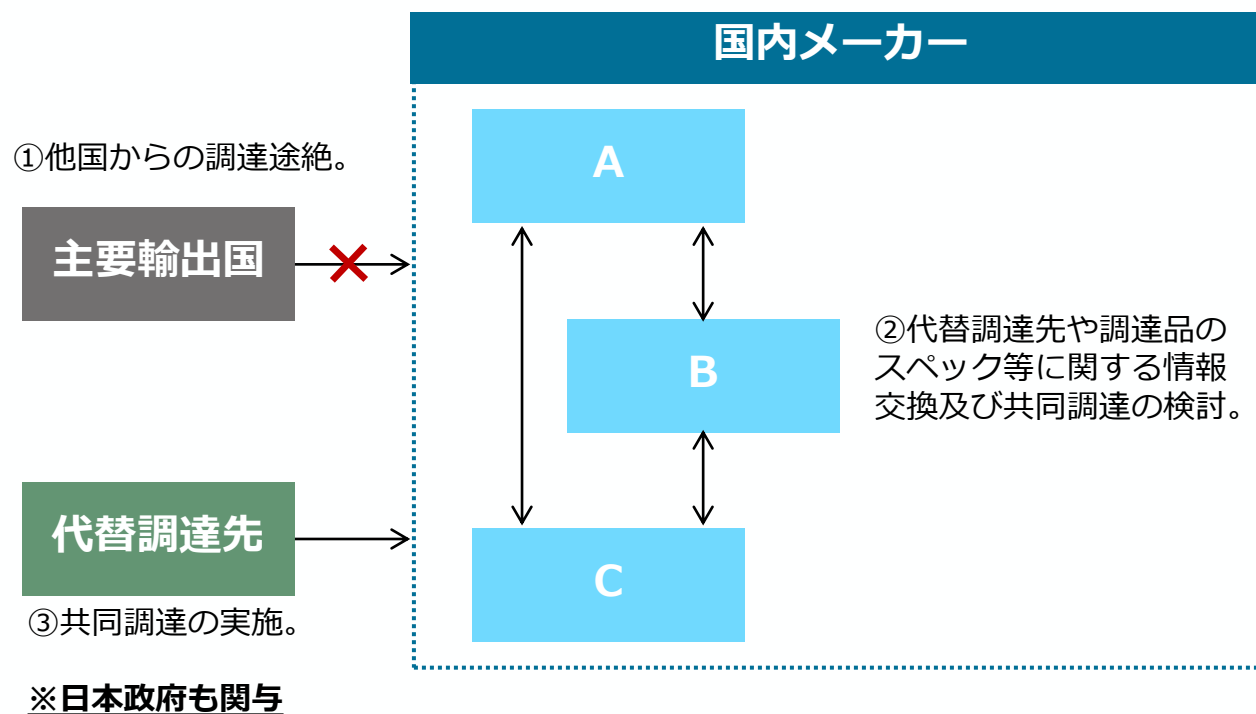 国内メーカー
①他国からの調達途絶。
A
主要輸出国
②代替調達先や調達品の
スペック等に関する情報
交換及び共同調達の検討。
B
代替調達先
C
③共同調達の実施。
※日本政府も関与